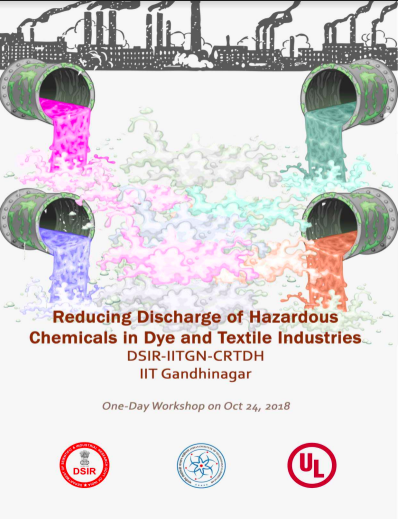 Reducing Discharge of Hazardous
Chemicals in Dye and Textile Industries
DSIR-IITGN-CRTDH
IIT Gandhinagar
One-Day Workshop on Oct 24, 2018
DSIR
UL